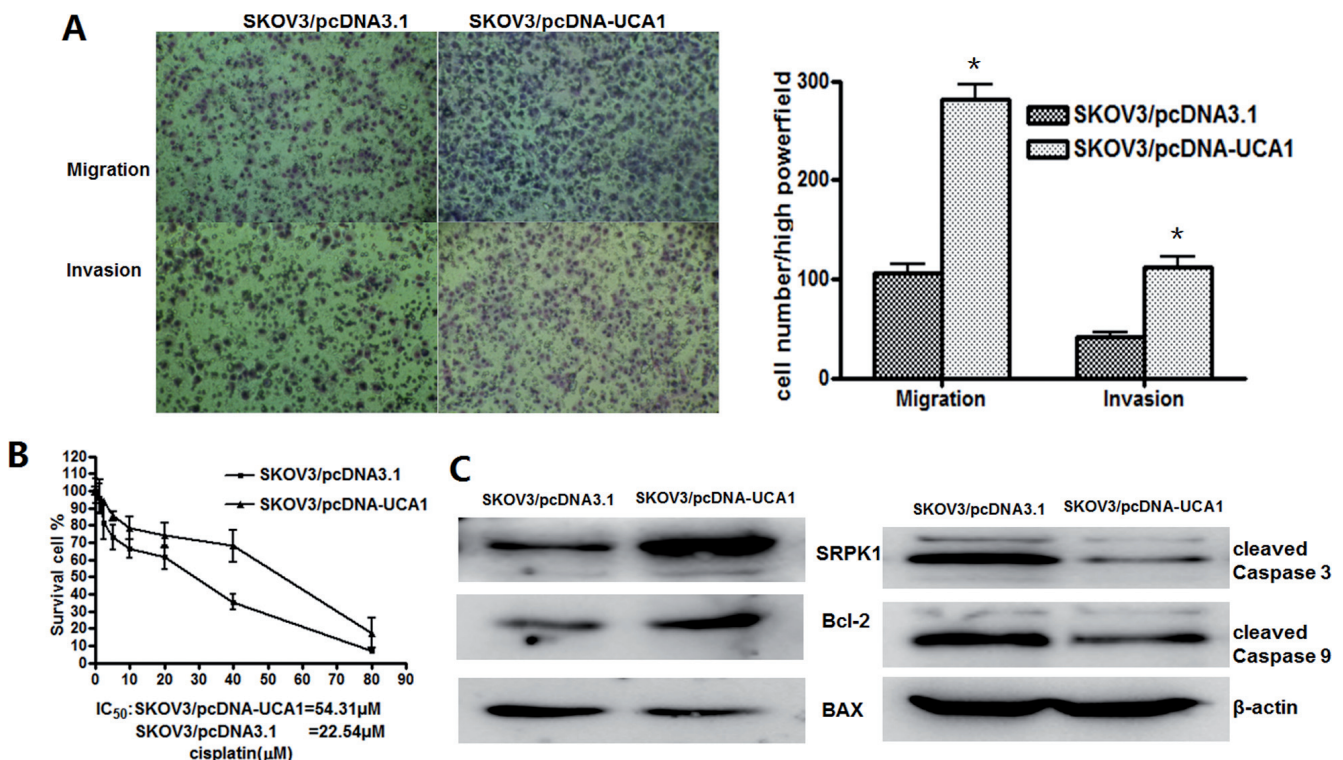 A
SKOV3/pcDNA3.1 SKOV3/pcDNA-UCA1
Migration
Invasion
cell number/high powerfield
300
200
100
0
*
*
SKOV3/pcDNA3.1
SKOV3/pcDNA-UCA1
Migration Invasion
B
Survival cell %
120
110
100
90
80
70
60
50
40
30
20
10
0
SKOV3/pcDNA3.1
SKOV3/pcDNA-UCA1
0 10 20 30 40 50 60 70 80 90
IC50:SKOV3/pcDNA-UCA1=54.31μM
SKOV3/pcDNA3.1 =22.54μM
cisplatin(μM)
C
SKOV3/pcDNA3.1 SKOV3/pcDNA-UCA1
SRPK1
Bcl-2
BAX
SKOV3/pcDNA3.1 SKOV3/pcDNA-UCA1
cleaved
Caspase 3
cleaved
Caspase 9
β-actin